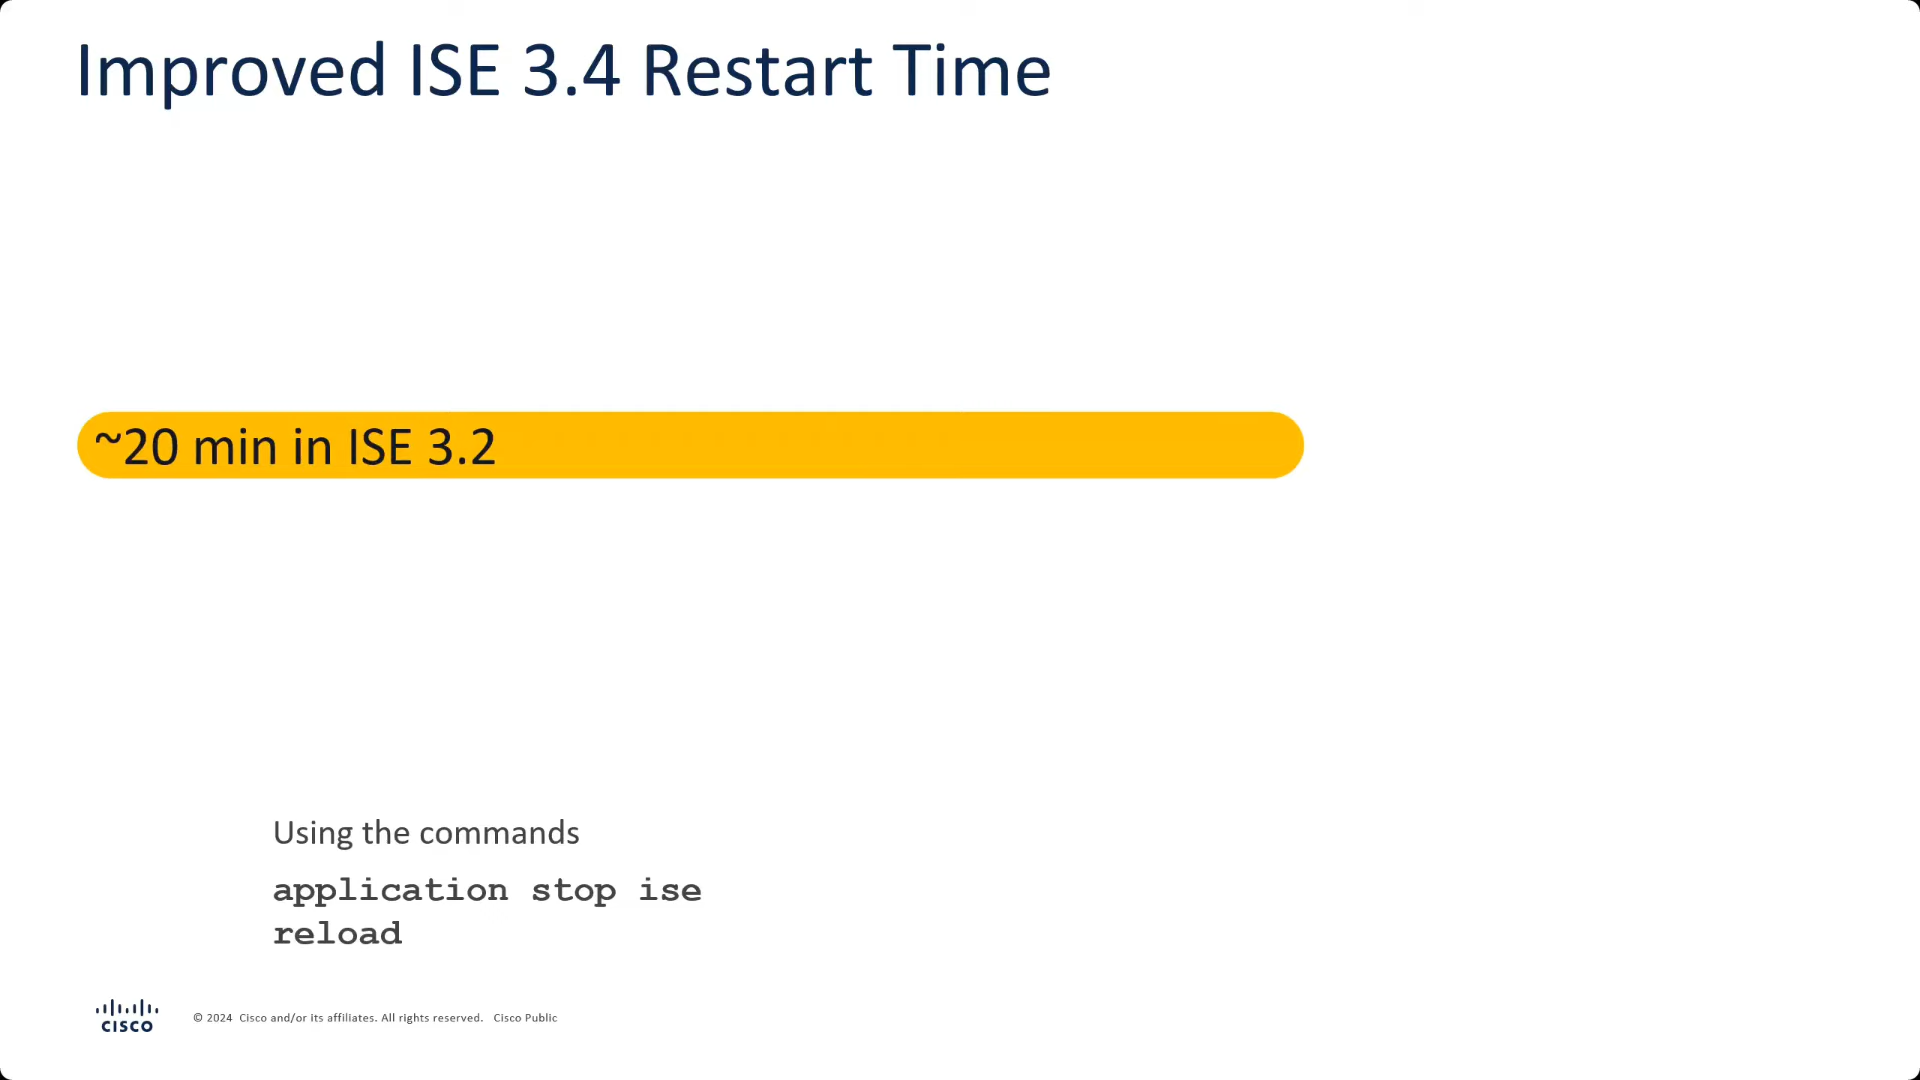 Improved ISE 3.4 Restart Time
~20 min in ISE 3.2
Using the commands
application stop ise
reload
CISCO
© 2024 Cisco and/or its affiliates. All rights reserved. Cisco Public